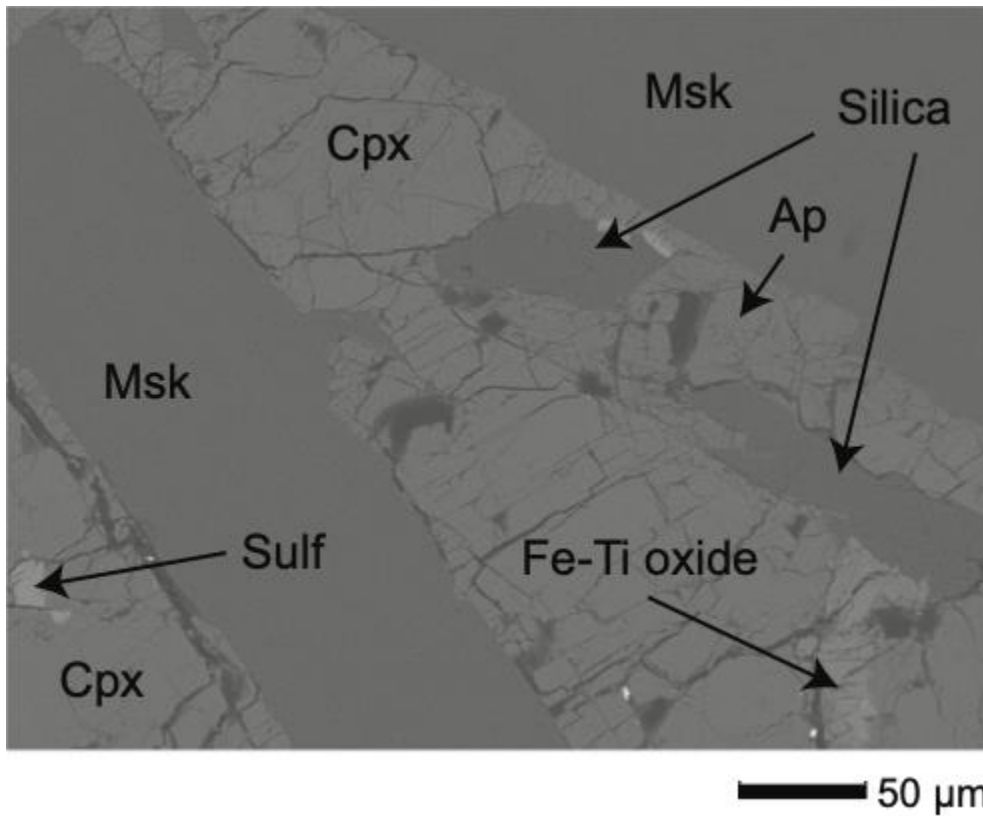 Msk
Silica
Cpx
Ap
Msk
Sulf
Fe-Ti oxide
Cpx
50 µm